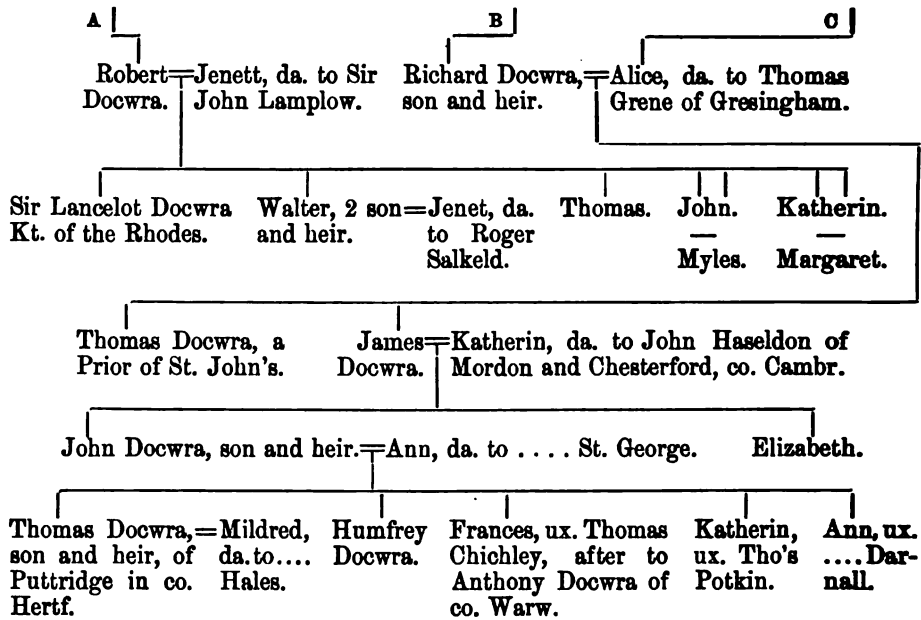 A B C
Robert Jenett, da. to Sir Richard Docwra, Alice, da. to Thomas
Docwra. John Lamplow. son and heir. Grene of Gresingham.
Sir Lancelot Docwra Walter, 2 son=Jenet, da. Thomas. John. Katherin.
Kt. of the Rhodes. and heir. to Roger — —
Salkeld. Myles. Margaret.
Thomas Docwra, a James Katherin, da. to John Haseldon of
Prior of St. John's. Docwra. Mordon and Chesterford, co. Cambr.
John Docwra, son and heir. Ann, da. to .... St. George. Elizabeth.
Thomas Docwra,=Mildred, Humfrey Frances, ux. Thomas Katherin, Ann, ux.
son and heir, of da. to.... Docwra. Chichley, after to ux. Tho's ....Dar-
Puttridge in co. Hales. Anthony Docwra of Potkin. nall.
Hertf. co. Warw.